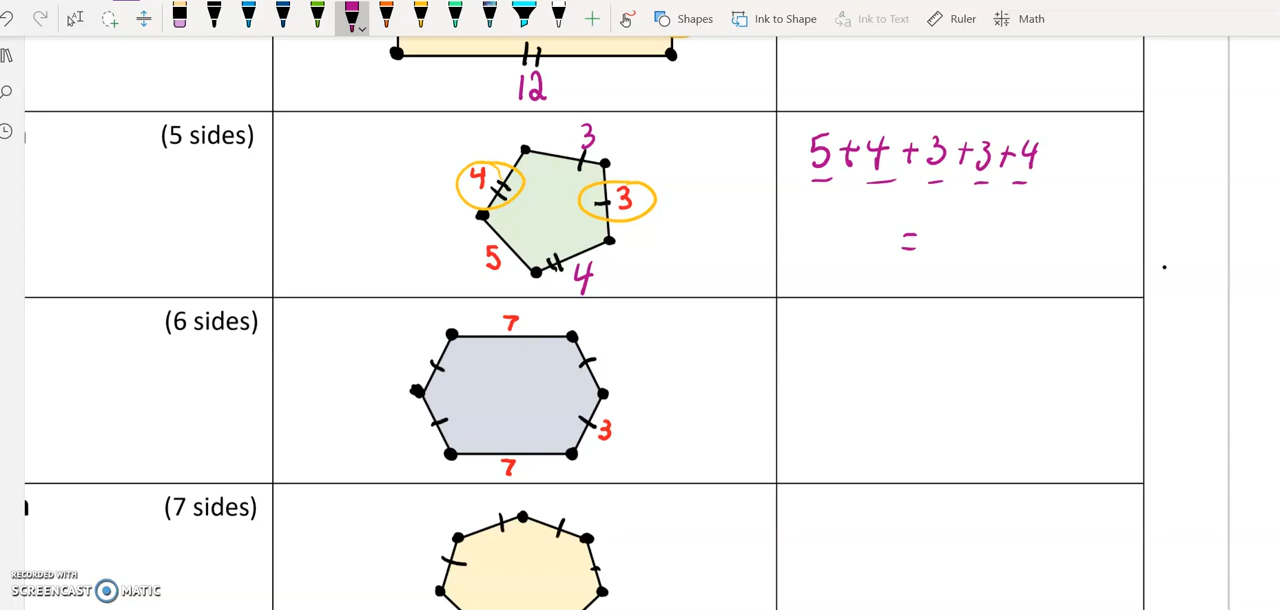 Shapes
Ink to Shape
Ink to Text
Ruler
Math
12
(5 sides)
3
4
3
5
4
5 + 4 + 3 + 3 + 4
=
(6 sides)
7
3
7
(7 sides)
RECORDED WITH
SCREENCAST MATIC